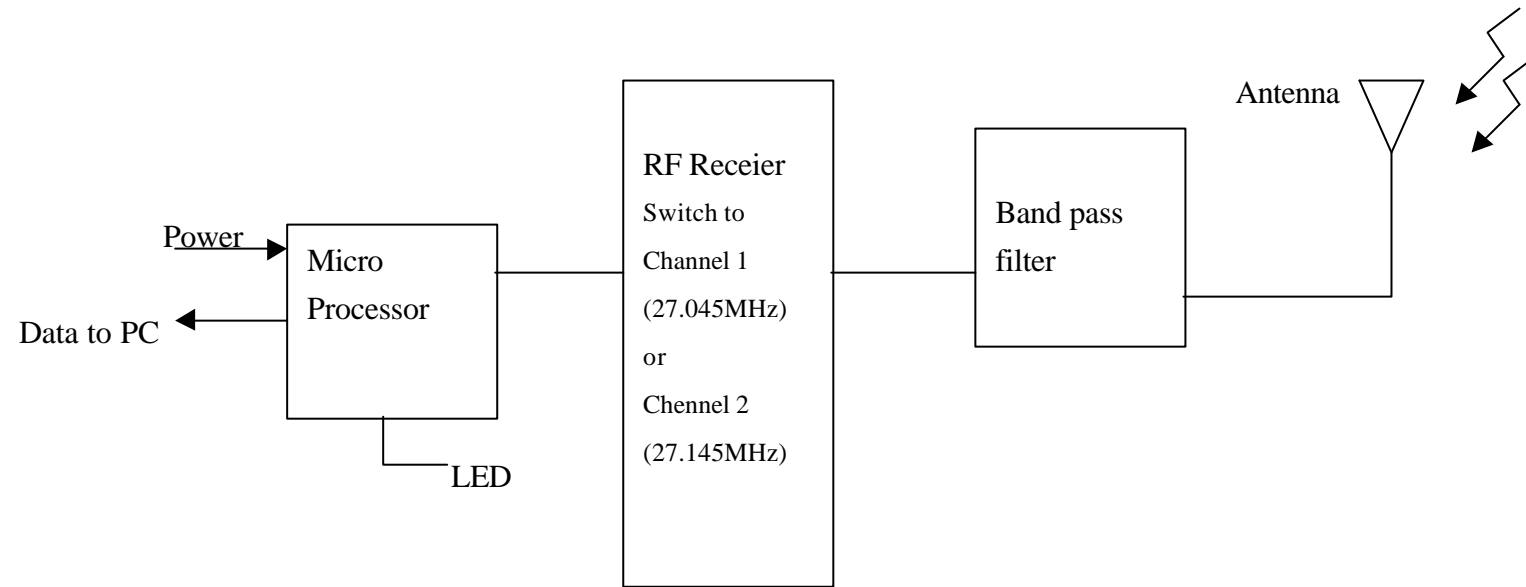 Power
Data to PC
Micro
Processor
LED
RF Receier
Switch to
Channel 1
(27.045MHz)
or
Chennel 2
(27.145MHz)
Band pass
filter
Antenna